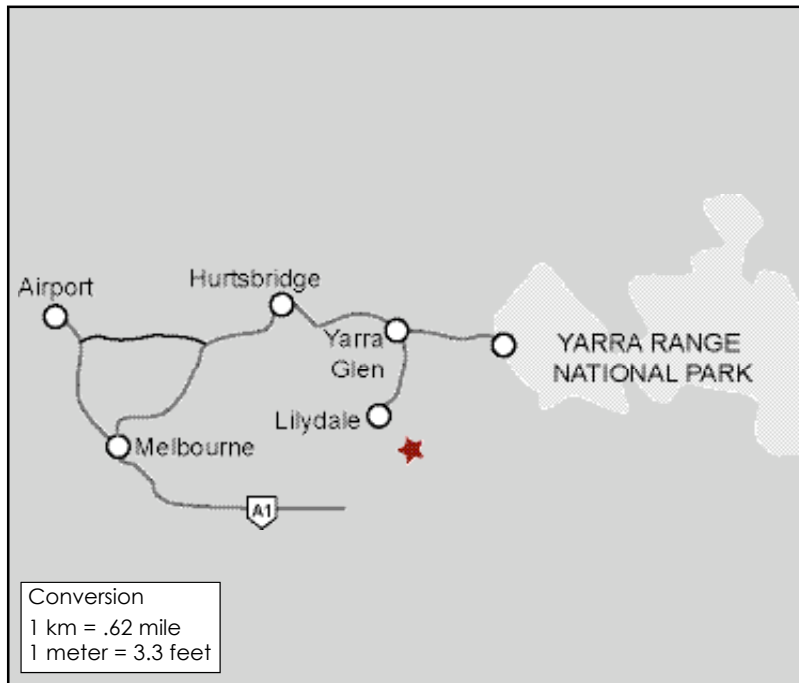 Hurtsbridge
Airport
Yarra
Glen
YARRA RANGE
NATIONAL PARK
Lilydale
Melbourne
A1
Conversion
1 km = .62 mile
1 meter = 3.3 feet